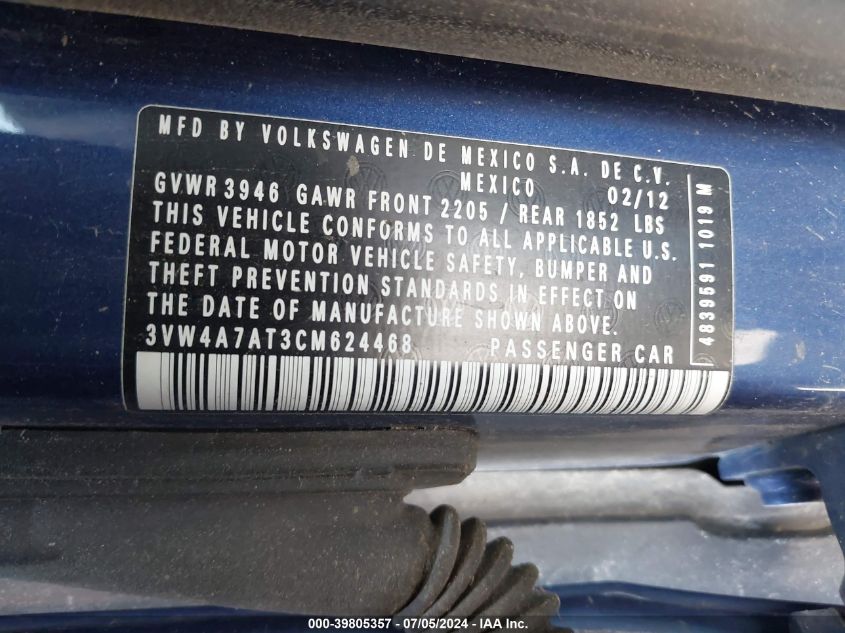 MFD BY VOLKSWAGEN DE MEXICO S.A. DE C.V.
MEXICO 02/12
GVWR 3946 GAWR FRONT 2205 / REAR 1852 LBS
THIS VEHICLE CONFORMS TO ALL APPLICABLE U.S.
FEDERAL MOTOR VEHICLE SAFETY, BUMPER AND
THEFT PREVENTION STANDARDS IN EFFECT ON
THE DATE OF MANUFACTURE SHOWN ABOVE.
3VW4A7AT3CM624468 PASSENGER CAR
4839591 1019 M
000-39805357 / 07/05/2024 - IAA Inc.